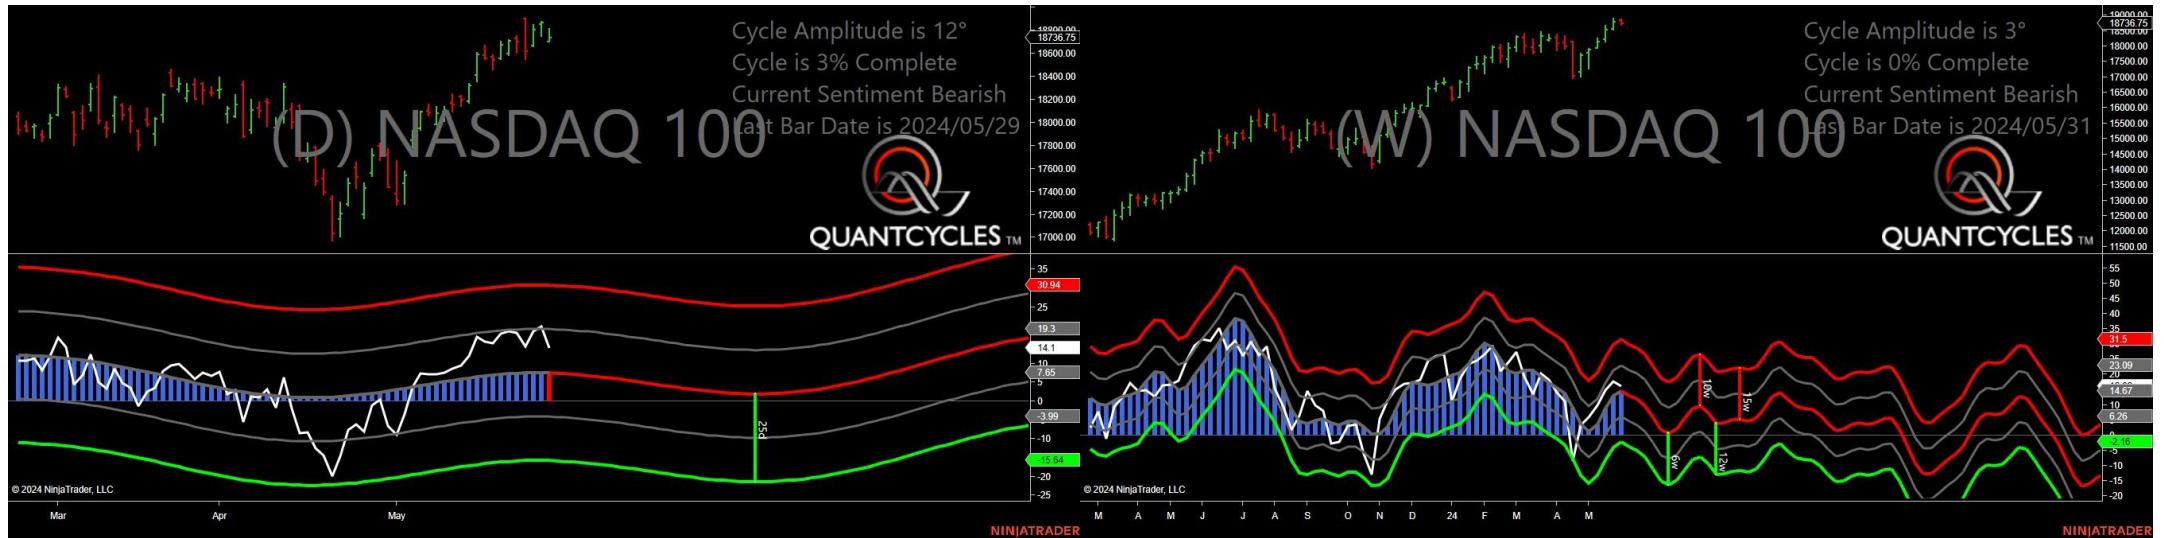 Cycle Amplitude is 12°
Cycle is 3% Complete
Current Sentiment Bearish
Last Bar Date is 2024/05/29
(D) NASDAQ 100
QUANTCYCLES TM
18800.00
18736.75
18600.00
18400.00
18200.00
18000.00
17800.00
17600.00
17400.00
17200.00
17000.00
35
30.94
25
19.3
14.1
10
7.65
5
0
-3.99
-10
-15.64
-20
-25
25d
© 2024 NinjaTrader, LLC
Mar
Apr
May
NINJATRADER
Cycle Amplitude is 3°
Cycle is 0% Complete
Current Sentiment Bearish
Last Bar Date is 2024/05/31
(W) NASDAQ 100
QUANTCYCLES TM
19000.00
18736.75
18500.00
18000.00
17500.00
17000.00
16500.00
16000.00
15500.00
15000.00
14500.00
14000.00
13500.00
13000.00
12500.00
12000.00
11500.00
55
50
45
40
35
31.5
23.09
20
14.67
10
6.26
-2.16
-5
-10
-15
-20
10w
15w
6w
12w
© 2024 NinjaTrader, LLC
M A M J J A S O N D 24 F M A M
NINJATRADER